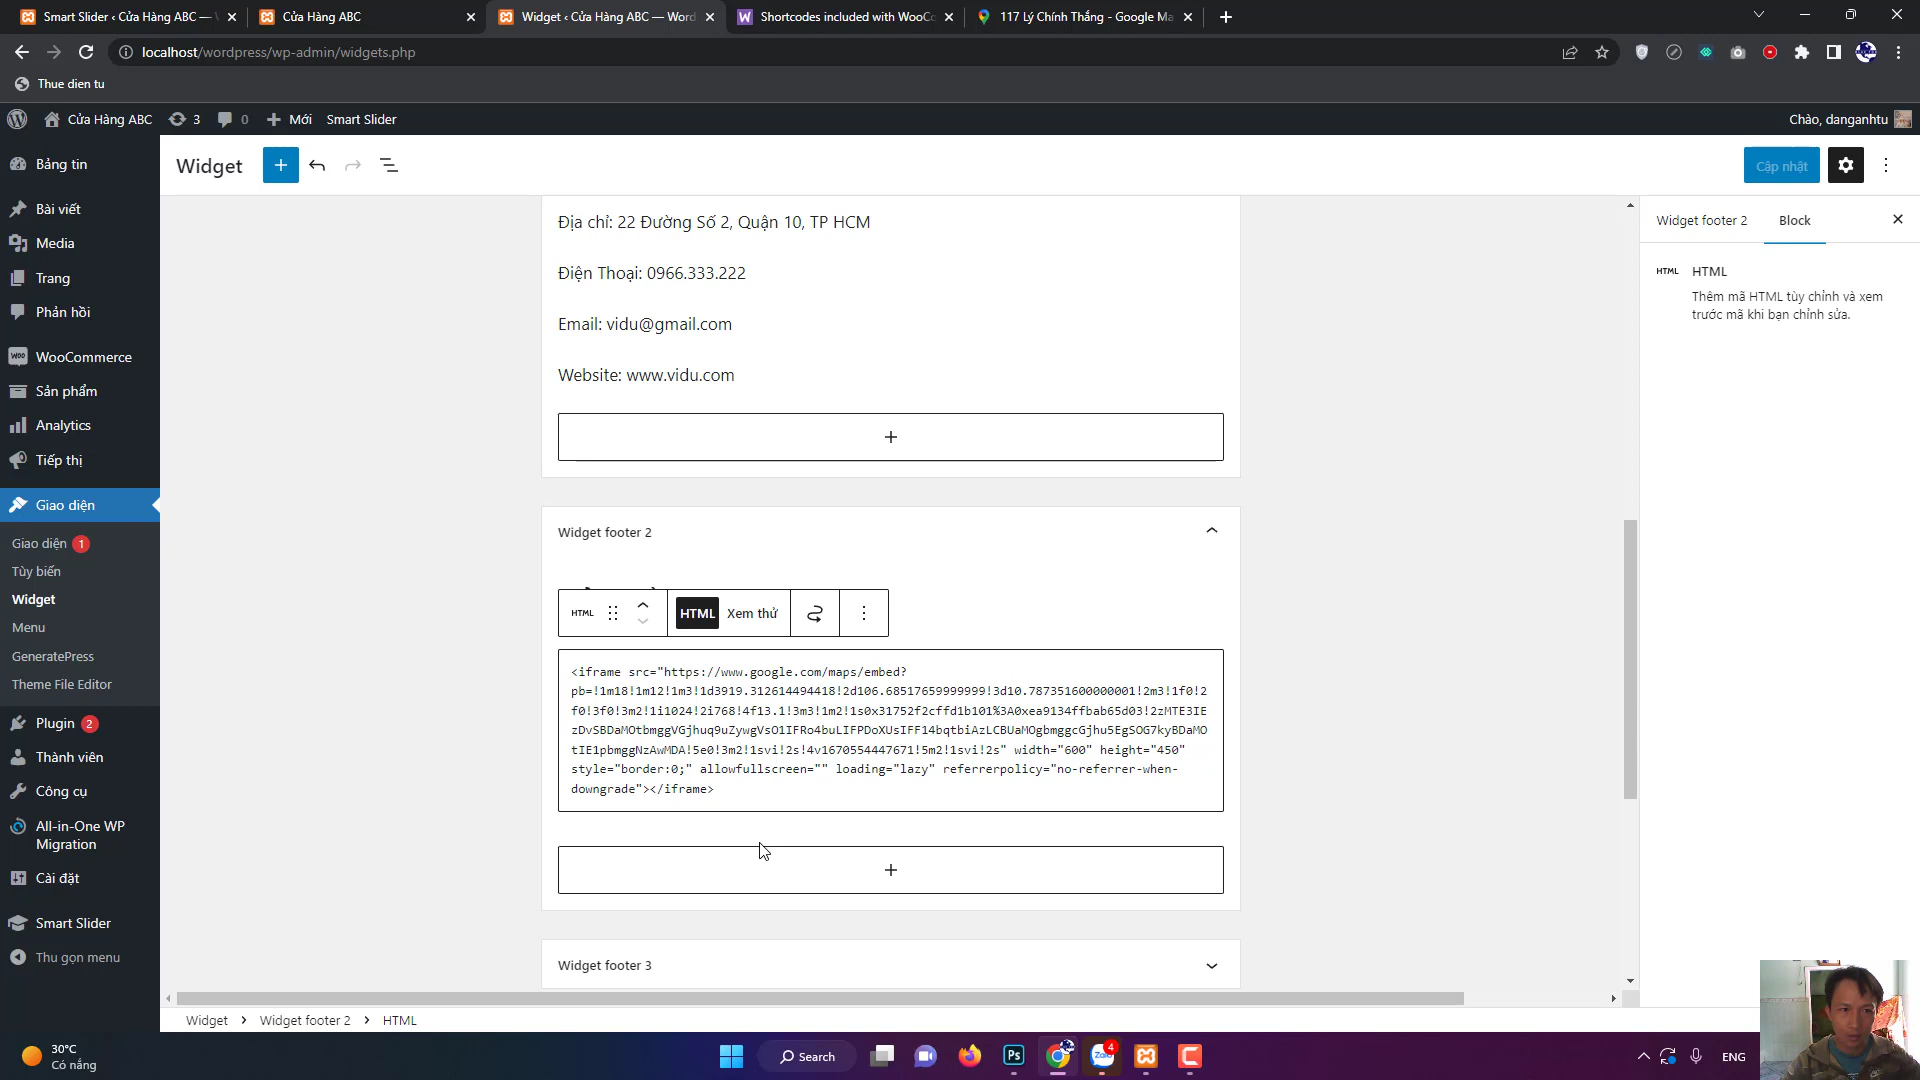 Smart Slider ‹ Cửa Hàng ABC —
Cửa Hàng ABC
Widget ‹ Cửa Hàng ABC — Word
Shortcodes included with WooCo
117 Lý Chính Thắng - Google Ma
localhost/wordpress/wp-admin/widgets.php
Thue dien tu
Cửa Hàng ABC
3
0
Mới
Smart Slider
Chào, danganhtu
Bảng tin
Bài viết
Media
Trang
Phản hồi
WooCommerce
Sản phẩm
Analytics
Tiếp thị
Giao diện
Giao diện 1
Tùy biến
Widget
Menu
GeneratePress
Theme File Editor
Plugin 2
Thành viên
Công cụ
All-in-One WP
Migration
Cài đặt
Smart Slider
Thu gọn menu
Widget
Cập nhật
Địa chỉ: 22 Đường Số 2, Quận 10, TP HCM
Điện Thoại: 0966.333.222
Email: vidu@gmail.com
Website: www.vidu.com
Widget footer 2
HTML
HTML
Xem thử
<iframe src="https://www.google.com/maps/embed?
pb=!1m18!1m12!1m3!1d3919.312614494418!2d106.68517659999999!3d10.787351600000001!2m3!1f0!2
f0!3f0!3m2!1i1024!2i768!4f13.1!3m3!1m2!1s0x31752f2cffd1b101%3A0xea9134ffbab65d03!2zMTE3IE
zDvSBDaMOtbmggVGjhuq9uZywgVsO1IFRo4buLIFPDoXUsIFF14bqtbiAzLCBUaMOgbmggcGjhu5EgSOG7kyBDaMO
tIE1pbmggNzAwMDA!5e0!3m2!1svi!2s!4v1670554447671!5m2!1svi!2s" width="600" height="450"
style="border:0;" allowfullscreen="" loading="lazy" referrerpolicy="no-referrer-when-
downgrade"></iframe>
Widget footer 3
Widget
Widget footer 2
HTML
Widget footer 2
Block
HTML
HTML
Thêm mã HTML tùy chỉnh và xem
trước mã khi bạn chỉnh sửa.
30°C
Có nắng
Search
Ps
Zalo
4
ENG